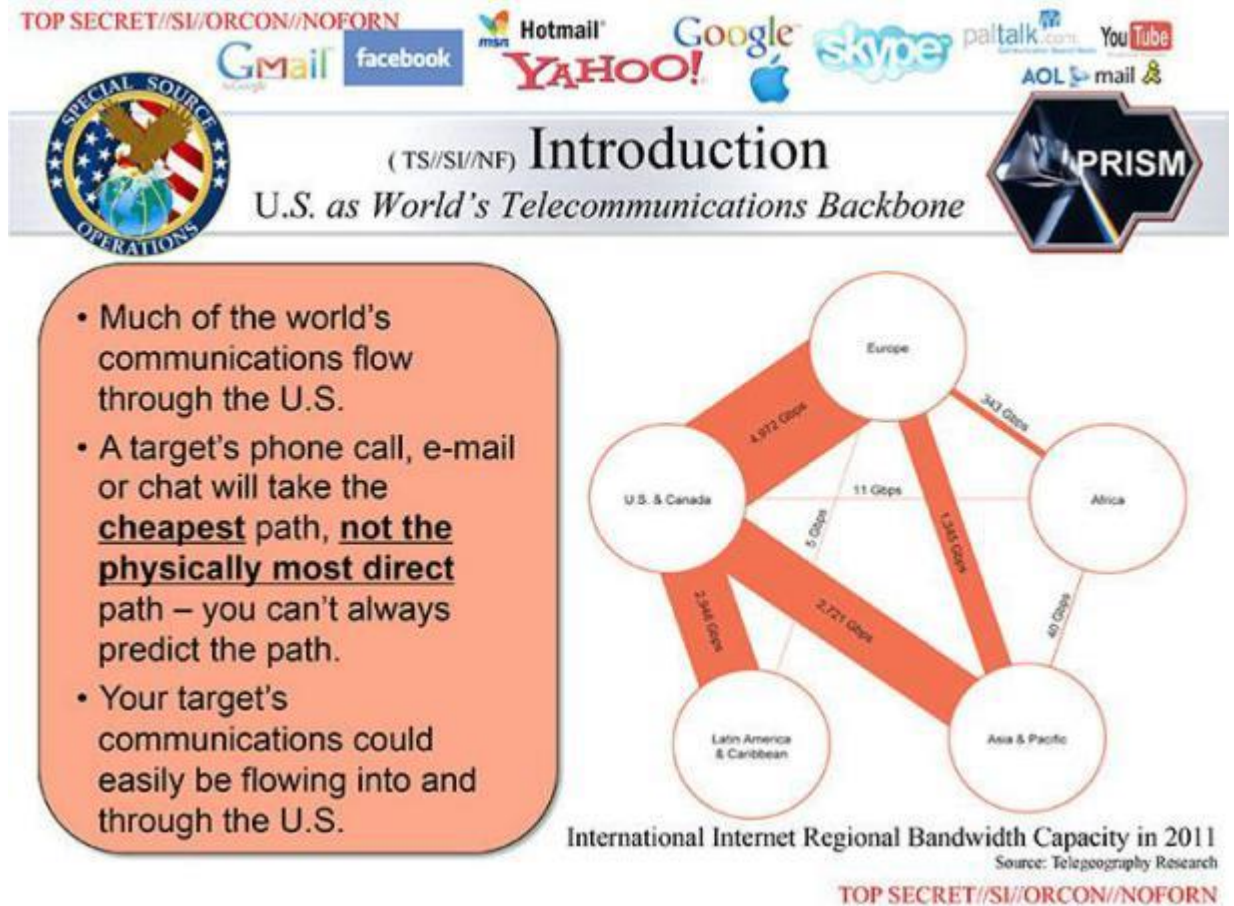 TOP SECRET//SI//ORCON//NOFORN
msn Hotmail
Google
skype
paltalk.com
YouTube
Gmail
facebook
YAHOO!
AOL mail
SPECIAL SOURCE OPERATIONS
(TS//SI//NF) Introduction
U.S. as World's Telecommunications Backbone
PRISM
• Much of the world's
communications flow
through the U.S.
• A target's phone call, e-mail
or chat will take the
cheapest path, not the
physically most direct
path – you can't always
predict the path.
• Your target's
communications could
easily be flowing into and
through the U.S.
Europe
4,972 Gbps
343 Gbps
U.S. & Canada
11 Gbps
Africa
5 Gbps
1,345 Gbps
2,946 Gbps
2,721 Gbps
40 Gbps
Latin America
& Caribbean
Asia & Pacific
International Internet Regional Bandwidth Capacity in 2011
Source: Telegeography Research
TOP SECRET//SI//ORCON//NOFORN